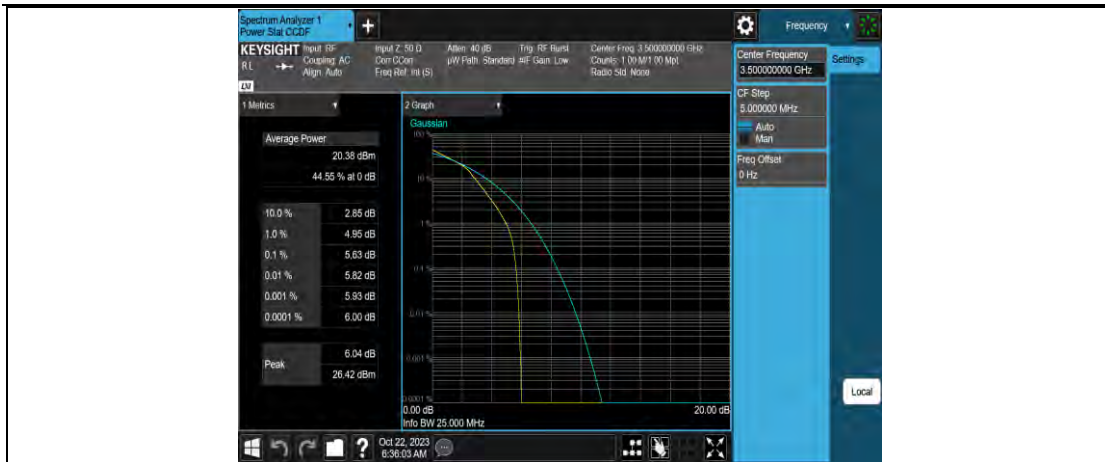 Spectrum Analyzer 1
Power Stat CCDF
Frequency
KEYSIGHT
RL
Input: RF
Coupling: AC
Align: Auto
Input Z: 50 Ω
Corr CCorr
Freq Ref: Int (S)
Atten: 40 dB
µW Path: Standard
Trig: RF Burst
#IF Gain: Low
Center Freq: 3.500000000 GHz
Counts: 1.00 M/1.00 Mpt
Radio Std: None
LM
Center Frequency
3.500000000 GHz
Settings
CF Step
5.000000 MHz
Auto
Man
Freq Offset
0 Hz
1 Metrics
Average Power
20.38 dBm
44.55 % at 0 dB
10.0 % 2.85 dB
1.0 % 4.95 dB
0.1 % 5.63 dB
0.01 % 5.82 dB
0.001 % 5.93 dB
0.0001 % 6.00 dB
Peak
6.04 dB
26.42 dBm
2 Graph
Gaussian
100 %
10 %
1 %
0.1 %
0.01 %
0.001 %
0.0001 %
0.00 dB 20.00 dB
Info BW 25.000 MHz
Local
?
Oct 22, 2023
6:36:03 AM